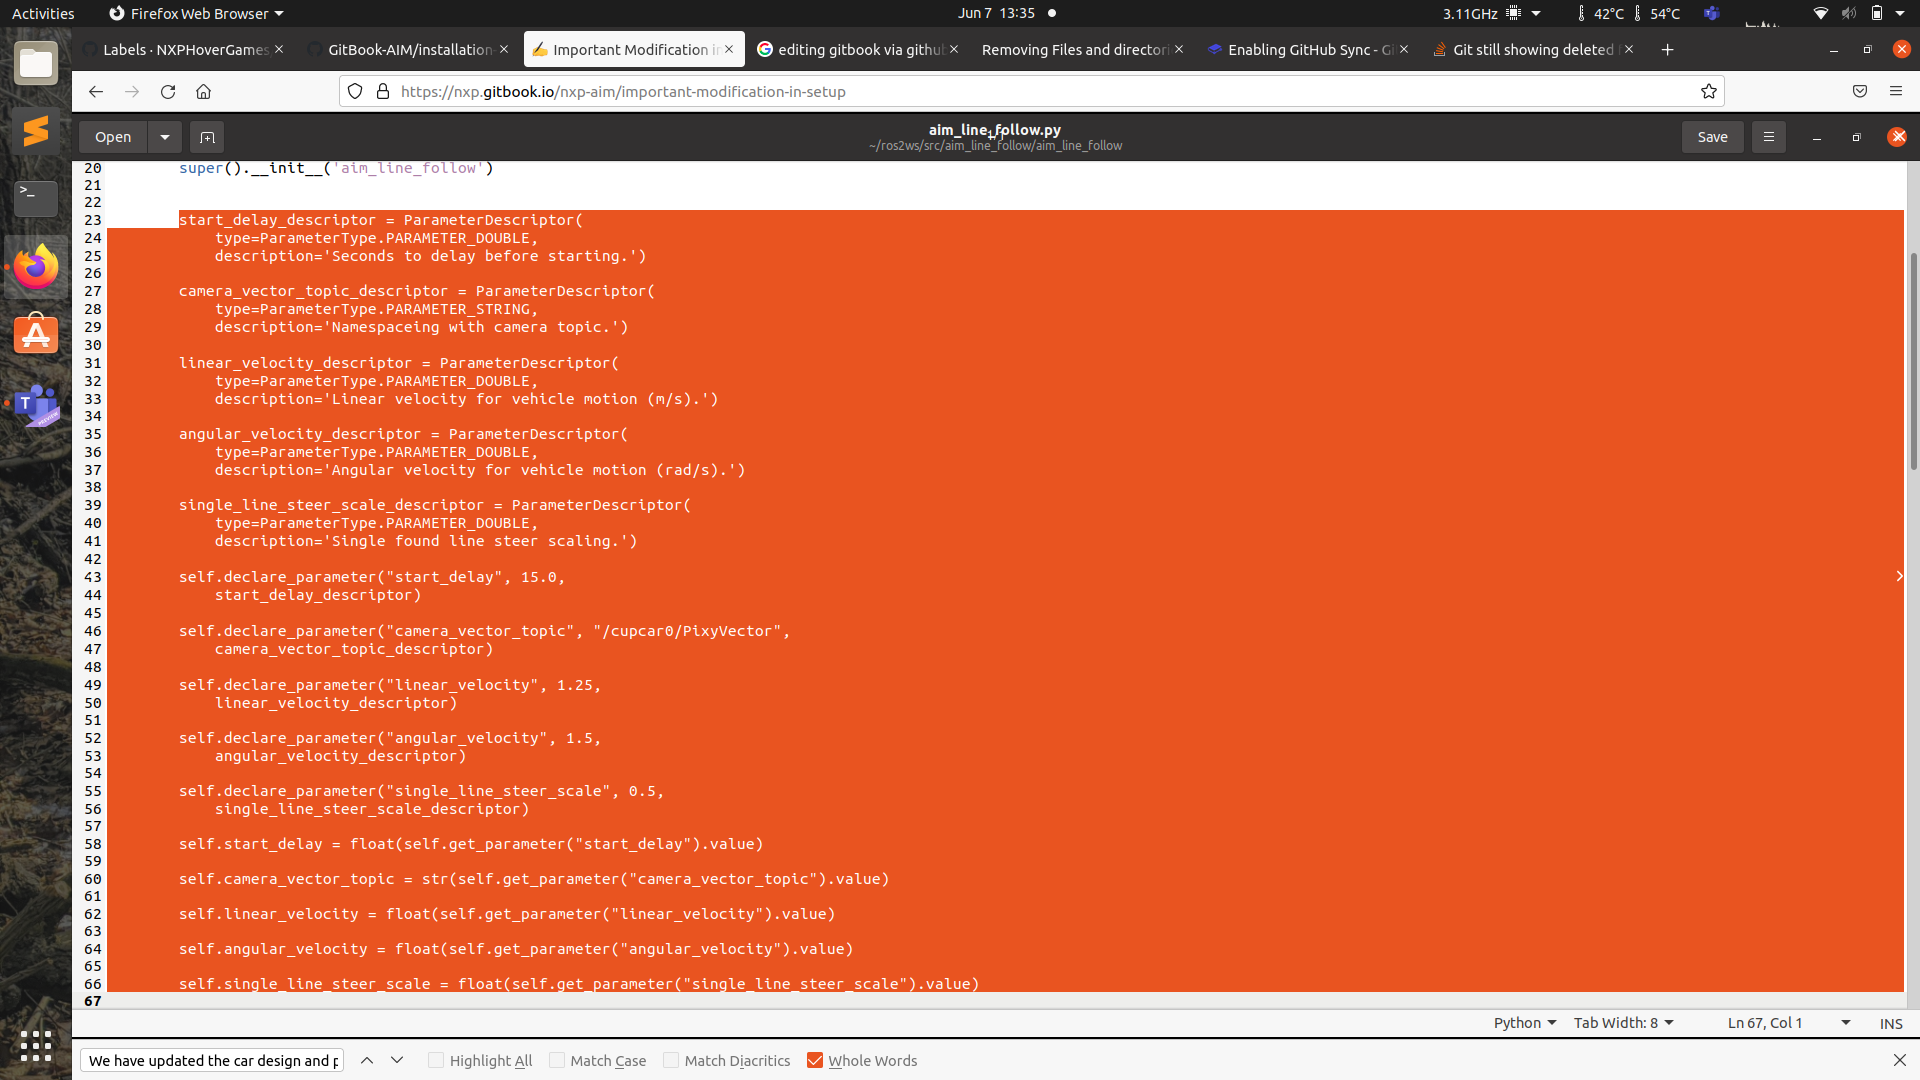 Activities
Firefox Web Browser
Jun 7 13:35
3.11GHz
42°C
54°C
Labels · NXPHoverGames
GitBook-AIM/installation
Important Modification in
editing gitbook via githu
Removing Files and directori
Enabling GitHub Sync - Gi
Git still showing deleted
https://nxp.gitbook.io/nxp-aim/important-modification-in-setup
Open
aim_line_follow.py
~/ros2ws/src/aim_line_follow/aim_line_follow
Save
20 super().__init__('aim_line_follow')
21
22
23 start_delay_descriptor = ParameterDescriptor(
24 type=ParameterType.PARAMETER_DOUBLE,
25 description='Seconds to delay before starting.')
26
27 camera_vector_topic_descriptor = ParameterDescriptor(
28 type=ParameterType.PARAMETER_STRING,
29 description='Namespaceing with camera topic.')
30
31 linear_velocity_descriptor = ParameterDescriptor(
32 type=ParameterType.PARAMETER_DOUBLE,
33 description='Linear velocity for vehicle motion (m/s).')
34
35 angular_velocity_descriptor = ParameterDescriptor(
36 type=ParameterType.PARAMETER_DOUBLE,
37 description='Angular velocity for vehicle motion (rad/s).')
38
39 single_line_steer_scale_descriptor = ParameterDescriptor(
40 type=ParameterType.PARAMETER_DOUBLE,
41 description='Single found line steer scaling.')
42
43 self.declare_parameter("start_delay", 15.0,
44 start_delay_descriptor)
45
46 self.declare_parameter("camera_vector_topic", "/cupcar0/PixyVector",
47 camera_vector_topic_descriptor)
48
49 self.declare_parameter("linear_velocity", 1.25,
50 linear_velocity_descriptor)
51
52 self.declare_parameter("angular_velocity", 1.5,
53 angular_velocity_descriptor)
54
55 self.declare_parameter("single_line_steer_scale", 0.5,
56 single_line_steer_scale_descriptor)
57
58 self.start_delay = float(self.get_parameter("start_delay").value)
59
60 self.camera_vector_topic = str(self.get_parameter("camera_vector_topic").value)
61
62 self.linear_velocity = float(self.get_parameter("linear_velocity").value)
63
64 self.angular_velocity = float(self.get_parameter("angular_velocity").value)
65
66 self.single_line_steer_scale = float(self.get_parameter("single_line_steer_scale").value)
67
Python
Tab Width: 8
Ln 67, Col 1
INS
We have updated the car design and p
Highlight All
Match Case
Match Diacritics
Whole Words